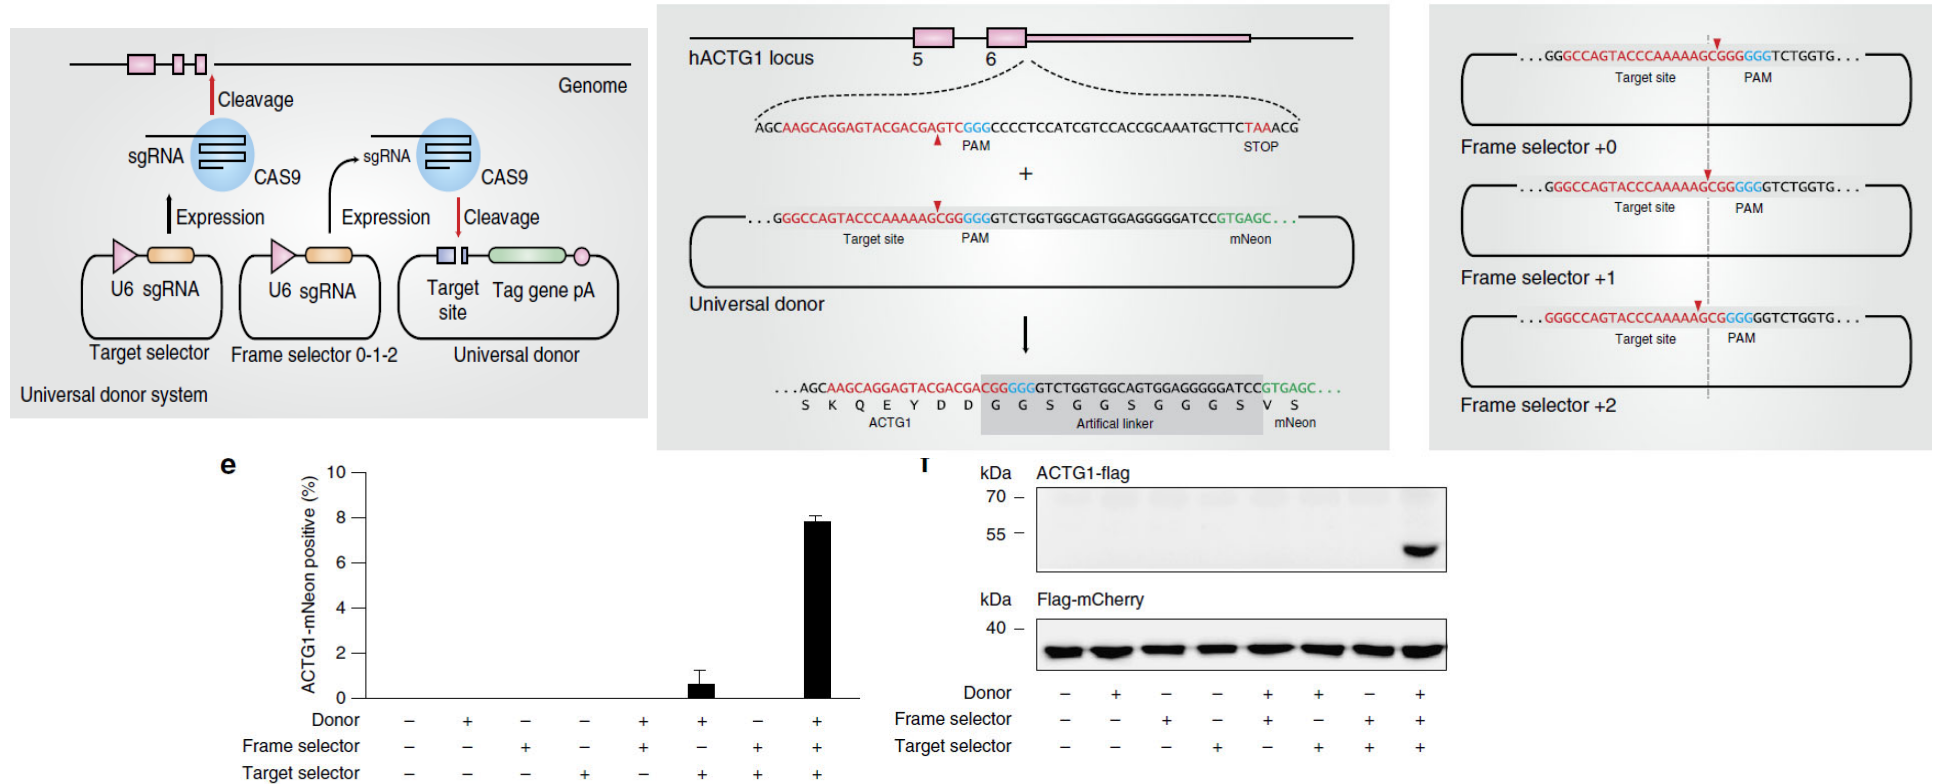 Genome
Cleavage
sgRNA
CAS9
sgRNA
CAS9
Expression
Expression
Cleavage
U6 sgRNA
U6 sgRNA
Target site
Tag gene pA
Target selector
Frame selector 0-1-2
Universal donor
Universal donor system
hACTG1 locus
5
6
AGCAAGCAGGAGTACGACGAGTCGGGCCCCTCCATCGTCCACCGCAAATGCTTCTAAACG
PAM
STOP
+
...GGGCCAGTACCCAAAAAGCGGGGGGTCTGGTGGCAGTGGAGGGGGATCCGTGAGC...
Target site
PAM
mNeon
Universal donor
...AGCAAGCAGGAGTACGACGACGGGGGGTCTGGTGGCAGTGGAGGGGGATCCGTGAGC...
S K Q E Y D D G G S G G S G G G S V S
ACTG1
Artifical linker
mNeon
...GGGCCAGTACCCAAAAAGCGGGGGGTCTGGTG...
Target site
PAM
Frame selector +0
...GGGCCAGTACCCAAAAAGCGGGGGGTCTGGTG...
Target site
PAM
Frame selector +1
...GGGCCAGTACCCAAAAAGCGGGGGGTCTGGTG...
Target site
PAM
Frame selector +2
e
ACTG1-mNeon positive (%)
10
8
6
4
2
0
Donor – + – – + + – +
Frame selector – – + – + – + +
Target selector – – – + – + + +
f
kDa
ACTG1-flag
70
55
kDa
Flag-mCherry
40
Donor – + – – + + – +
Frame selector – – + – + – + +
Target selector – – – + – + + +